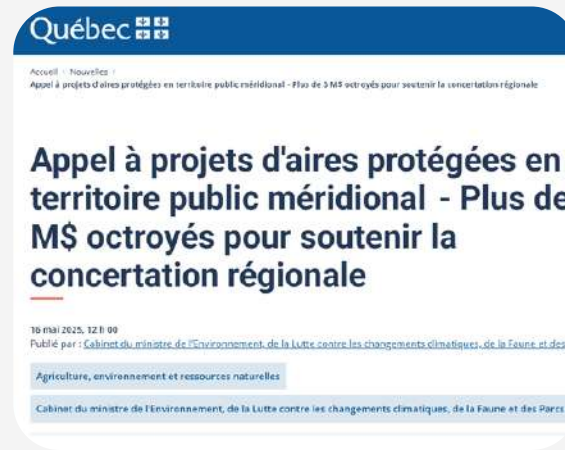 Québec
Accueil › Nouvelles ›
Appel à projets d'aires protégées en territoire public méridional - Plus de 3 M$ octroyés pour soutenir la concertation régionale
Appel à projets d'aires protégées en
territoire public méridional - Plus de
M$ octroyés pour soutenir la
concertation régionale
16 mai 2025, 12 h 00
Publié par : Cabinet du ministre de l'Environnement, de la Lutte contre les changements climatiques, de la Faune et des
Agriculture, environnement et ressources naturelles
Cabinet du ministre de l'Environnement, de la Lutte contre les changements climatiques, de la Faune et des Parcs